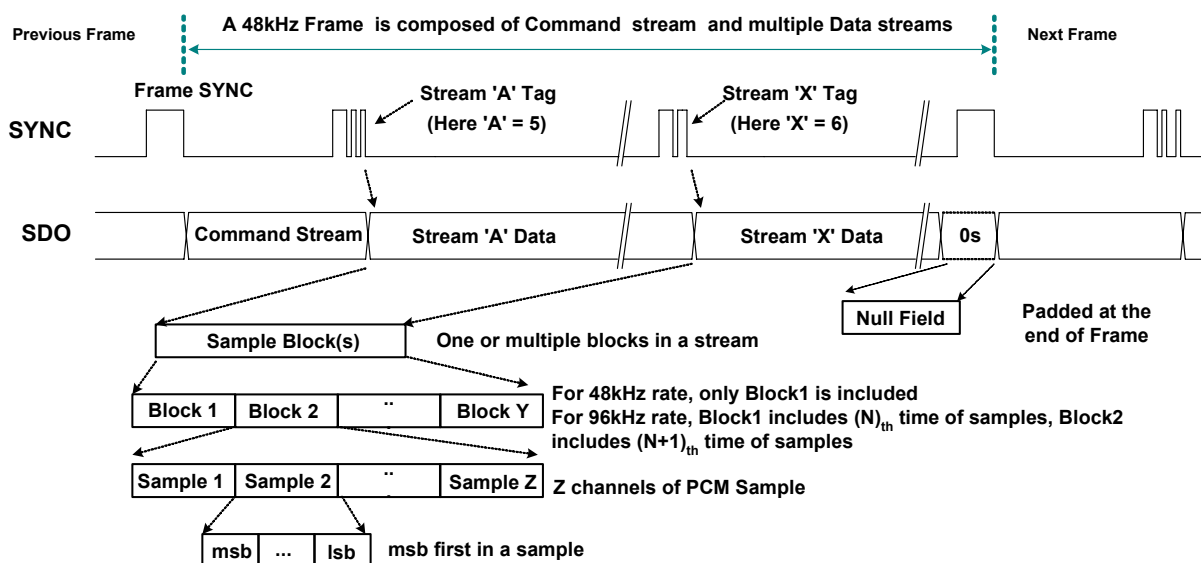 A 48kHz Frame is composed of Command stream and multiple Data streams
Previous Frame
Next Frame
Frame SYNC
Stream 'A' Tag
(Here 'A' = 5)
Stream 'X' Tag
(Here 'X' = 6)
SYNC
SDO
Command Stream
Stream 'A' Data
Stream 'X' Data
0s
Null Field
Padded at the
end of Frame
Sample Block(s)
One or multiple blocks in a stream
Block 1
Block 2
..
Block Y
For 48kHz rate, only Block1 is included
For 96kHz rate, Block1 includes (N)th time of samples, Block2
includes (N+1)th time of samples
Sample 1
Sample 2
..
Sample Z
Z channels of PCM Sample
msb
...
lsb
msb first in a sample